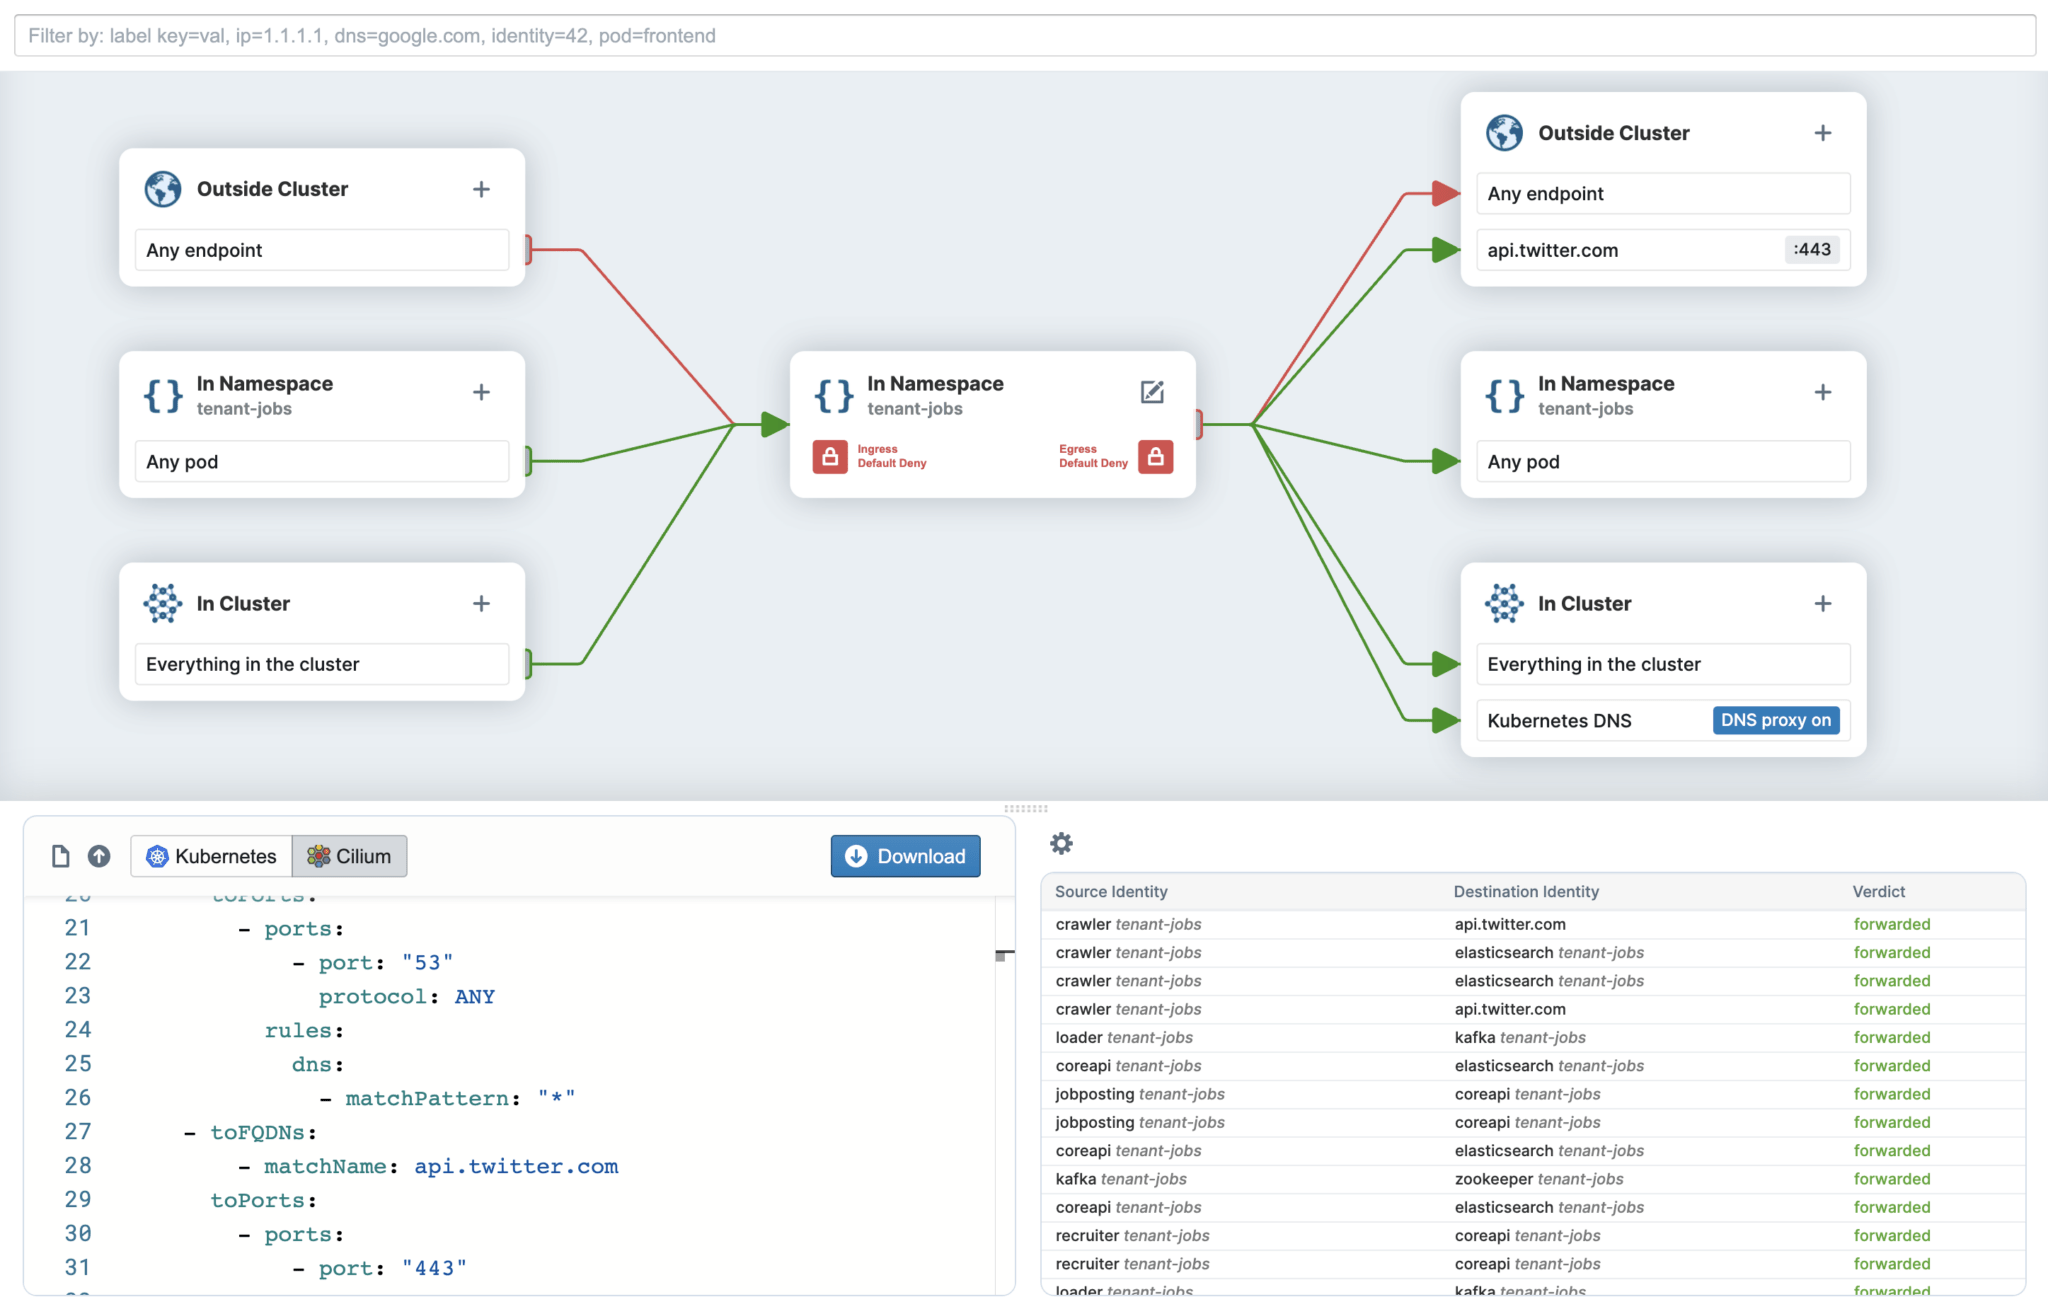 Filter by: label key=val, ip=1.1.1.1, dns=google.com, identity=42, pod=frontend
Outside Cluster
Any endpoint
In Namespace
tenant-jobs
Any pod
In Cluster
Everything in the cluster
In Namespace
tenant-jobs
Ingress
Default Deny
Egress
Default Deny
Outside Cluster
Any endpoint
api.twitter.com :443
In Namespace
tenant-jobs
Any pod
In Cluster
Everything in the cluster
Kubernetes DNS DNS proxy on
Kubernetes Cilium Download
20 toPorts:
21 - ports:
22 - port: "53"
23 protocol: ANY
24 rules:
25 dns:
26 - matchPattern: "*"
27 - toFQDNs:
28 - matchName: api.twitter.com
29 toPorts:
30 - ports:
31 - port: "443"
Source Identity Destination Identity Verdict
crawler tenant-jobs api.twitter.com forwarded
crawler tenant-jobs elasticsearch tenant-jobs forwarded
crawler tenant-jobs elasticsearch tenant-jobs forwarded
crawler tenant-jobs api.twitter.com forwarded
loader tenant-jobs kafka tenant-jobs forwarded
coreapi tenant-jobs elasticsearch tenant-jobs forwarded
jobposting tenant-jobs coreapi tenant-jobs forwarded
jobposting tenant-jobs coreapi tenant-jobs forwarded
coreapi tenant-jobs elasticsearch tenant-jobs forwarded
kafka tenant-jobs zookeeper tenant-jobs forwarded
coreapi tenant-jobs elasticsearch tenant-jobs forwarded
recruiter tenant-jobs coreapi tenant-jobs forwarded
recruiter tenant-jobs coreapi tenant-jobs forwarded
loader tenant-jobs kafka tenant-jobs forwarded